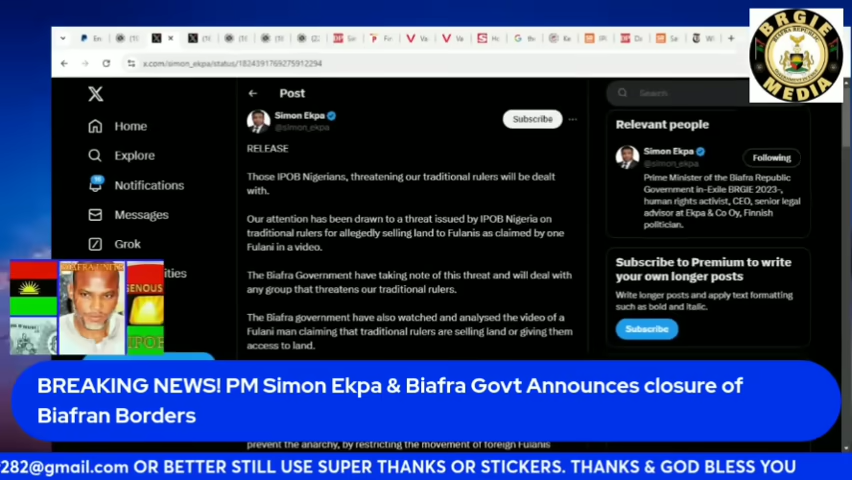 BRGIE
BIAFRA REPUBLIC
MEDIA
x.com/simon_ekpa/status/1824391769275912294
Post
Search
Simon Ekpa
@simon_ekpa
Subscribe
Home
Explore
Notifications
Messages
Grok
RELEASE
Those IPOB Nigerians, threatening our traditional rulers will be dealt
with.
Our attention has been drawn to a threat issued by IPOB Nigeria on
traditional rulers for allegedly selling land to Fulanis as claimed by one
Fulani in a video.
The Biafra Government have taking note of this threat and will deal with
any group that threatens our traditional rulers.
The Biafra government have also watched and analysed the video of a
Fulani man claiming that traditional rulers are selling land or giving them
access to land.
prevent the anarchy, by restricting the movement of foreign Fulanis
Relevant people
Simon Ekpa
@simon_ekpa
Following
Prime Minister of the Biafra Republic
Government in-Exile BRGIE 2023-,
human rights activist, CEO, senior legal
advisor at Ekpa & Co Oy, Finnish
politician.
Subscribe to Premium to write
your own longer posts
Write longer posts and apply text formatting
such as bold and italic.
Subscribe
IPOB
BREAKING NEWS! PM Simon Ekpa & Biafra Govt Announces closure of
Biafran Borders
282@gmail.com OR BETTER STILL USE SUPER THANKS OR STICKERS. THANKS & GOD BLESS YOU